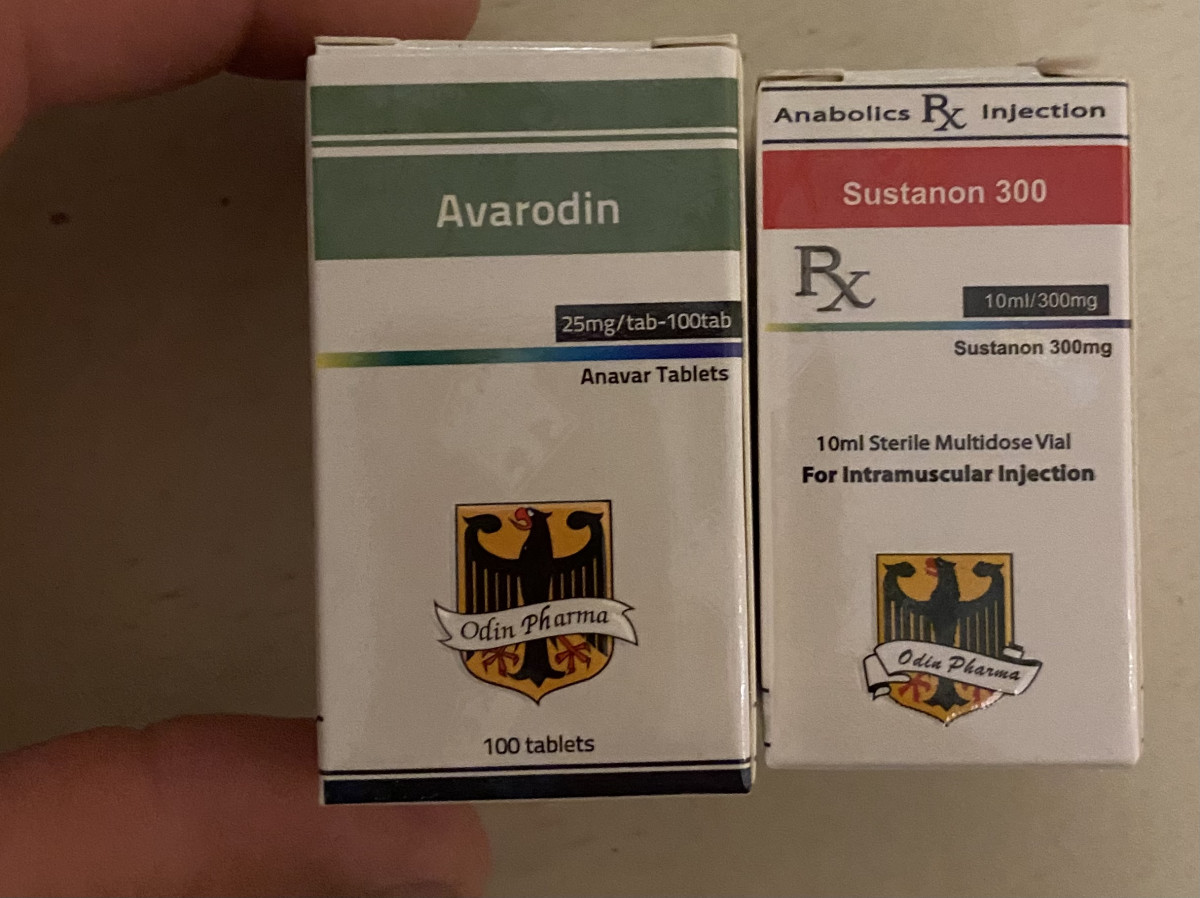 Avarodin
25mg/tab-100tab
Anavar Tablets
Odin Pharma
100 tablets
Anabolics Rx Injection
Sustanon 300
Rx
10ml/300mg
Sustanon 300mg
10ml Sterile Multidose Vial
For Intramuscular Injection
Odin Pharma